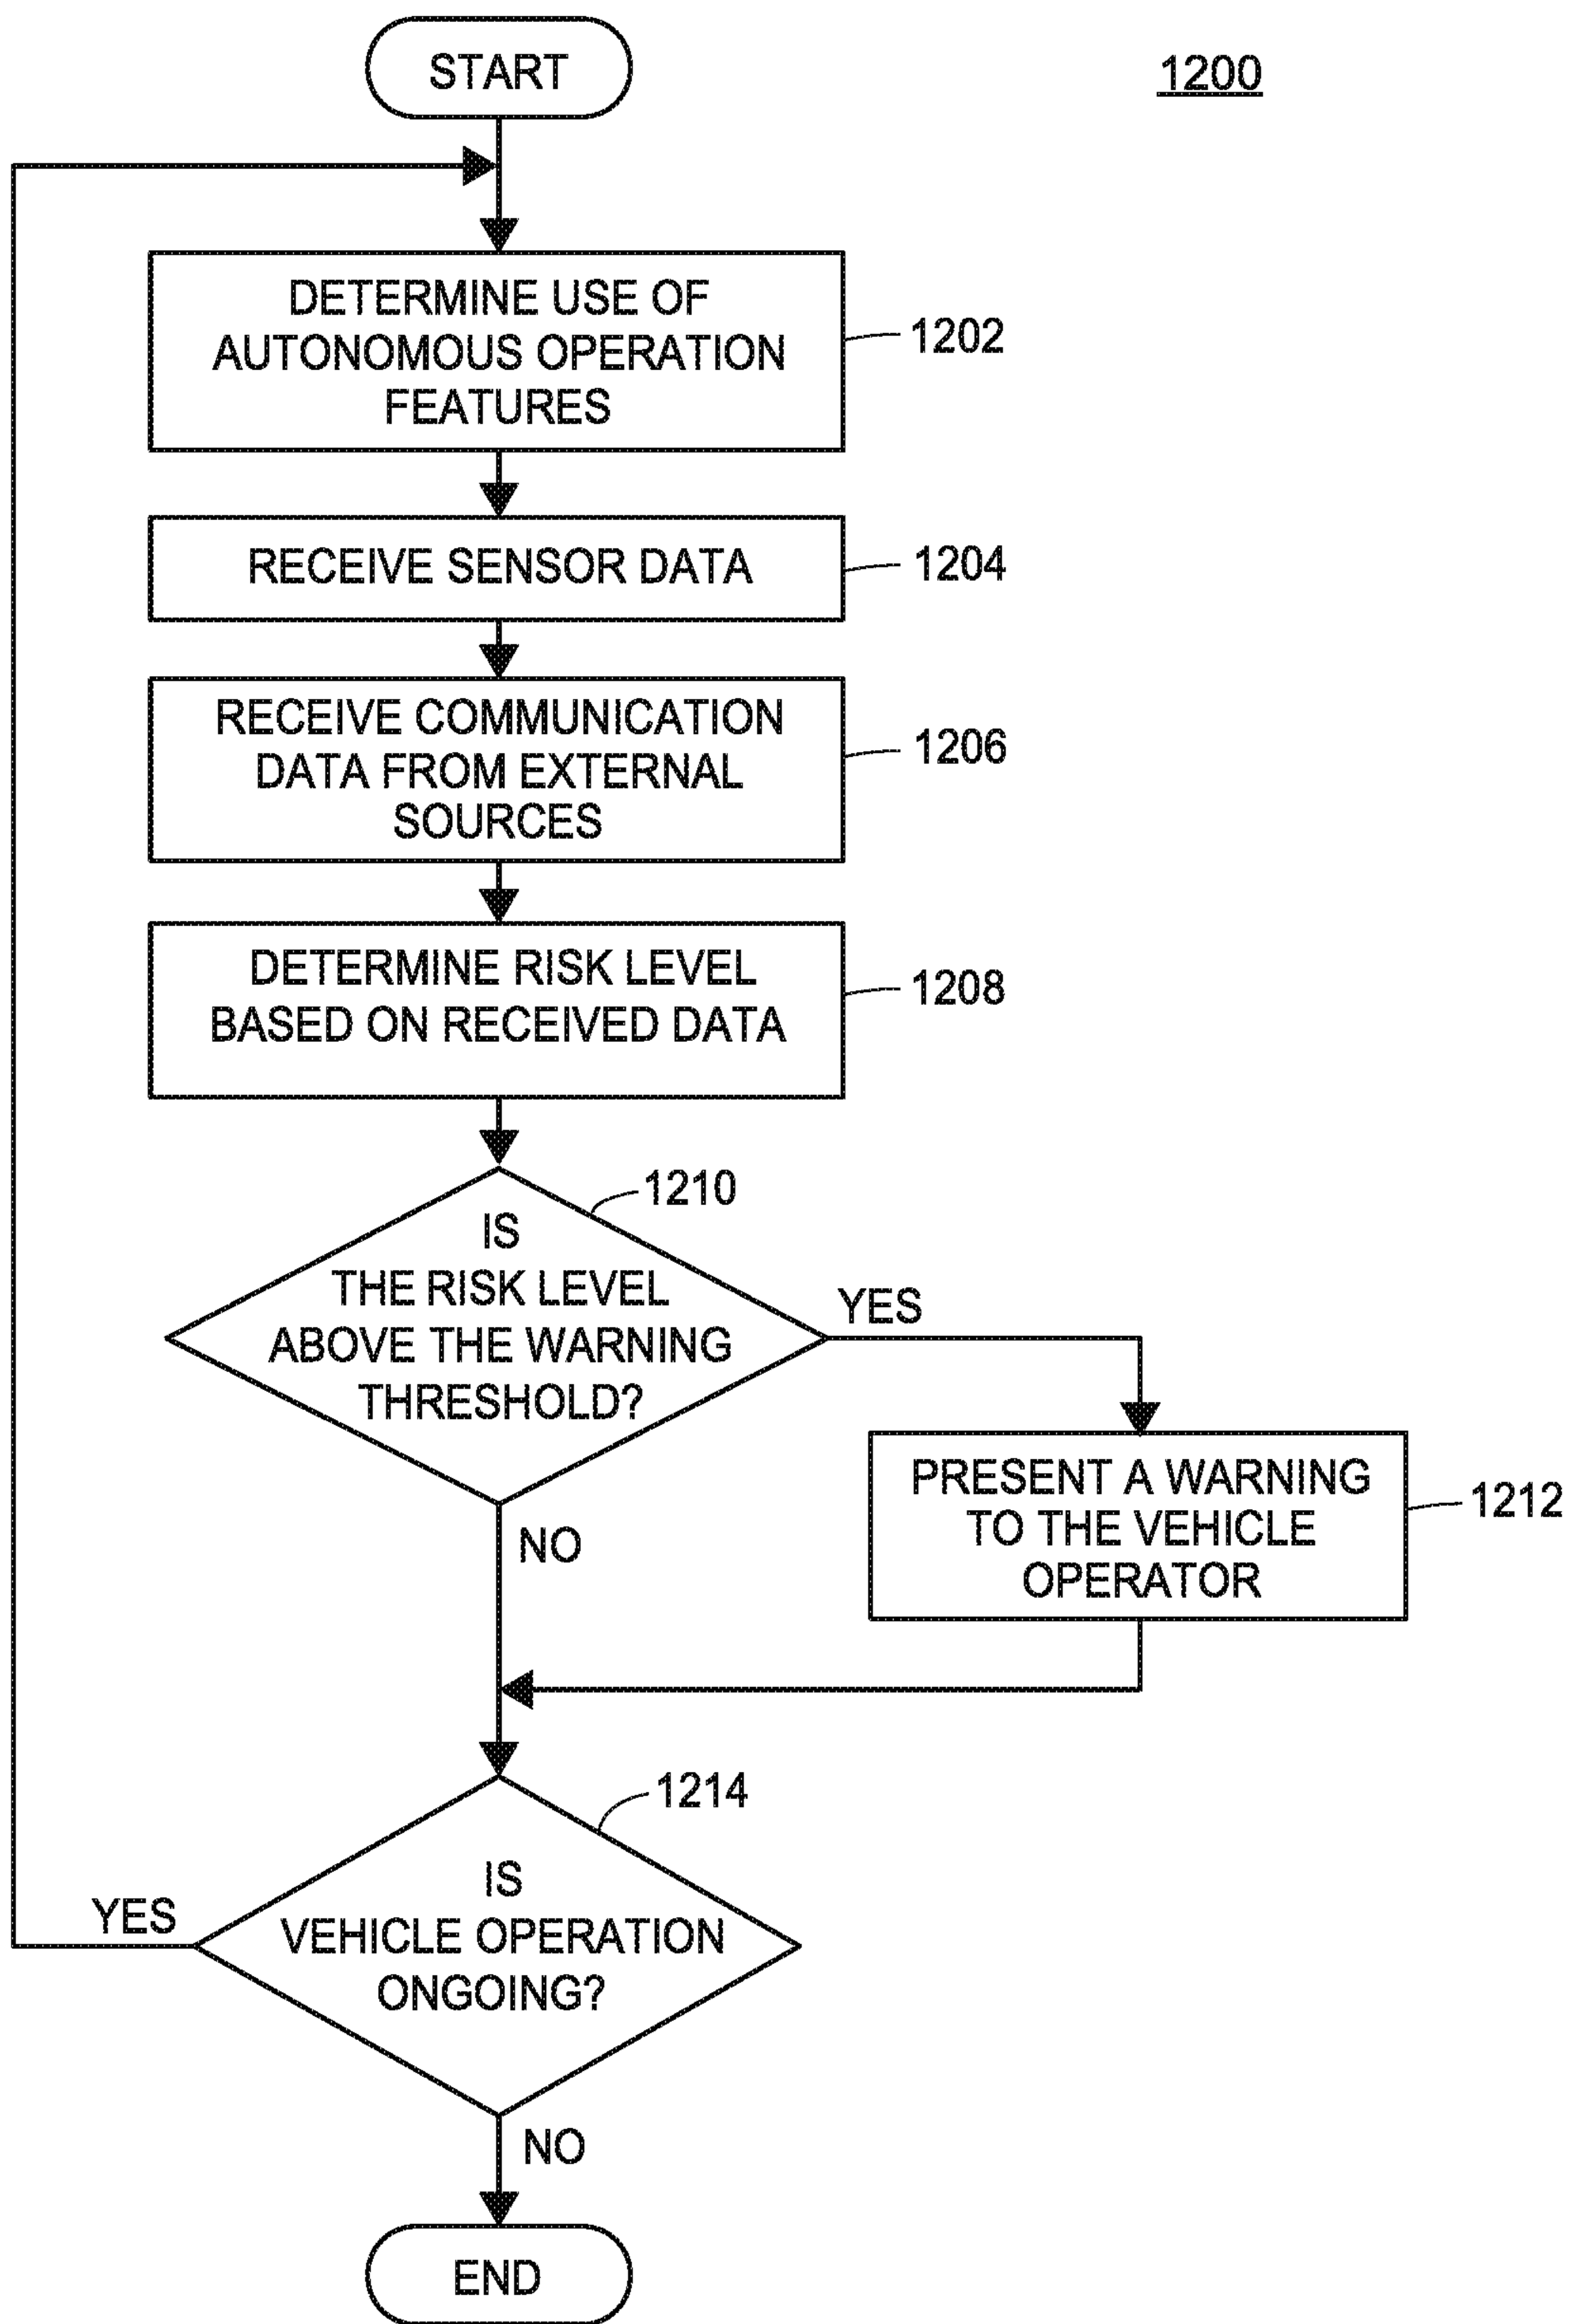 START
1200
DETERMINE USE OF
AUTONOMOUS OPERATION
FEATURES
1202
RECEIVE SENSOR DATA
1204
RECEIVE COMMUNICATION
DATA FROM EXTERNAL
SOURCES
1206
DETERMINE RISK LEVEL
BASED ON RECEIVED DATA
1208
1210
IS
THE RISK LEVEL
ABOVE THE WARNING
THRESHOLD?
YES
NO
PRESENT A WARNING
TO THE VEHICLE
OPERATOR
1212
1214
IS
VEHICLE OPERATION
ONGOING?
YES
NO
END